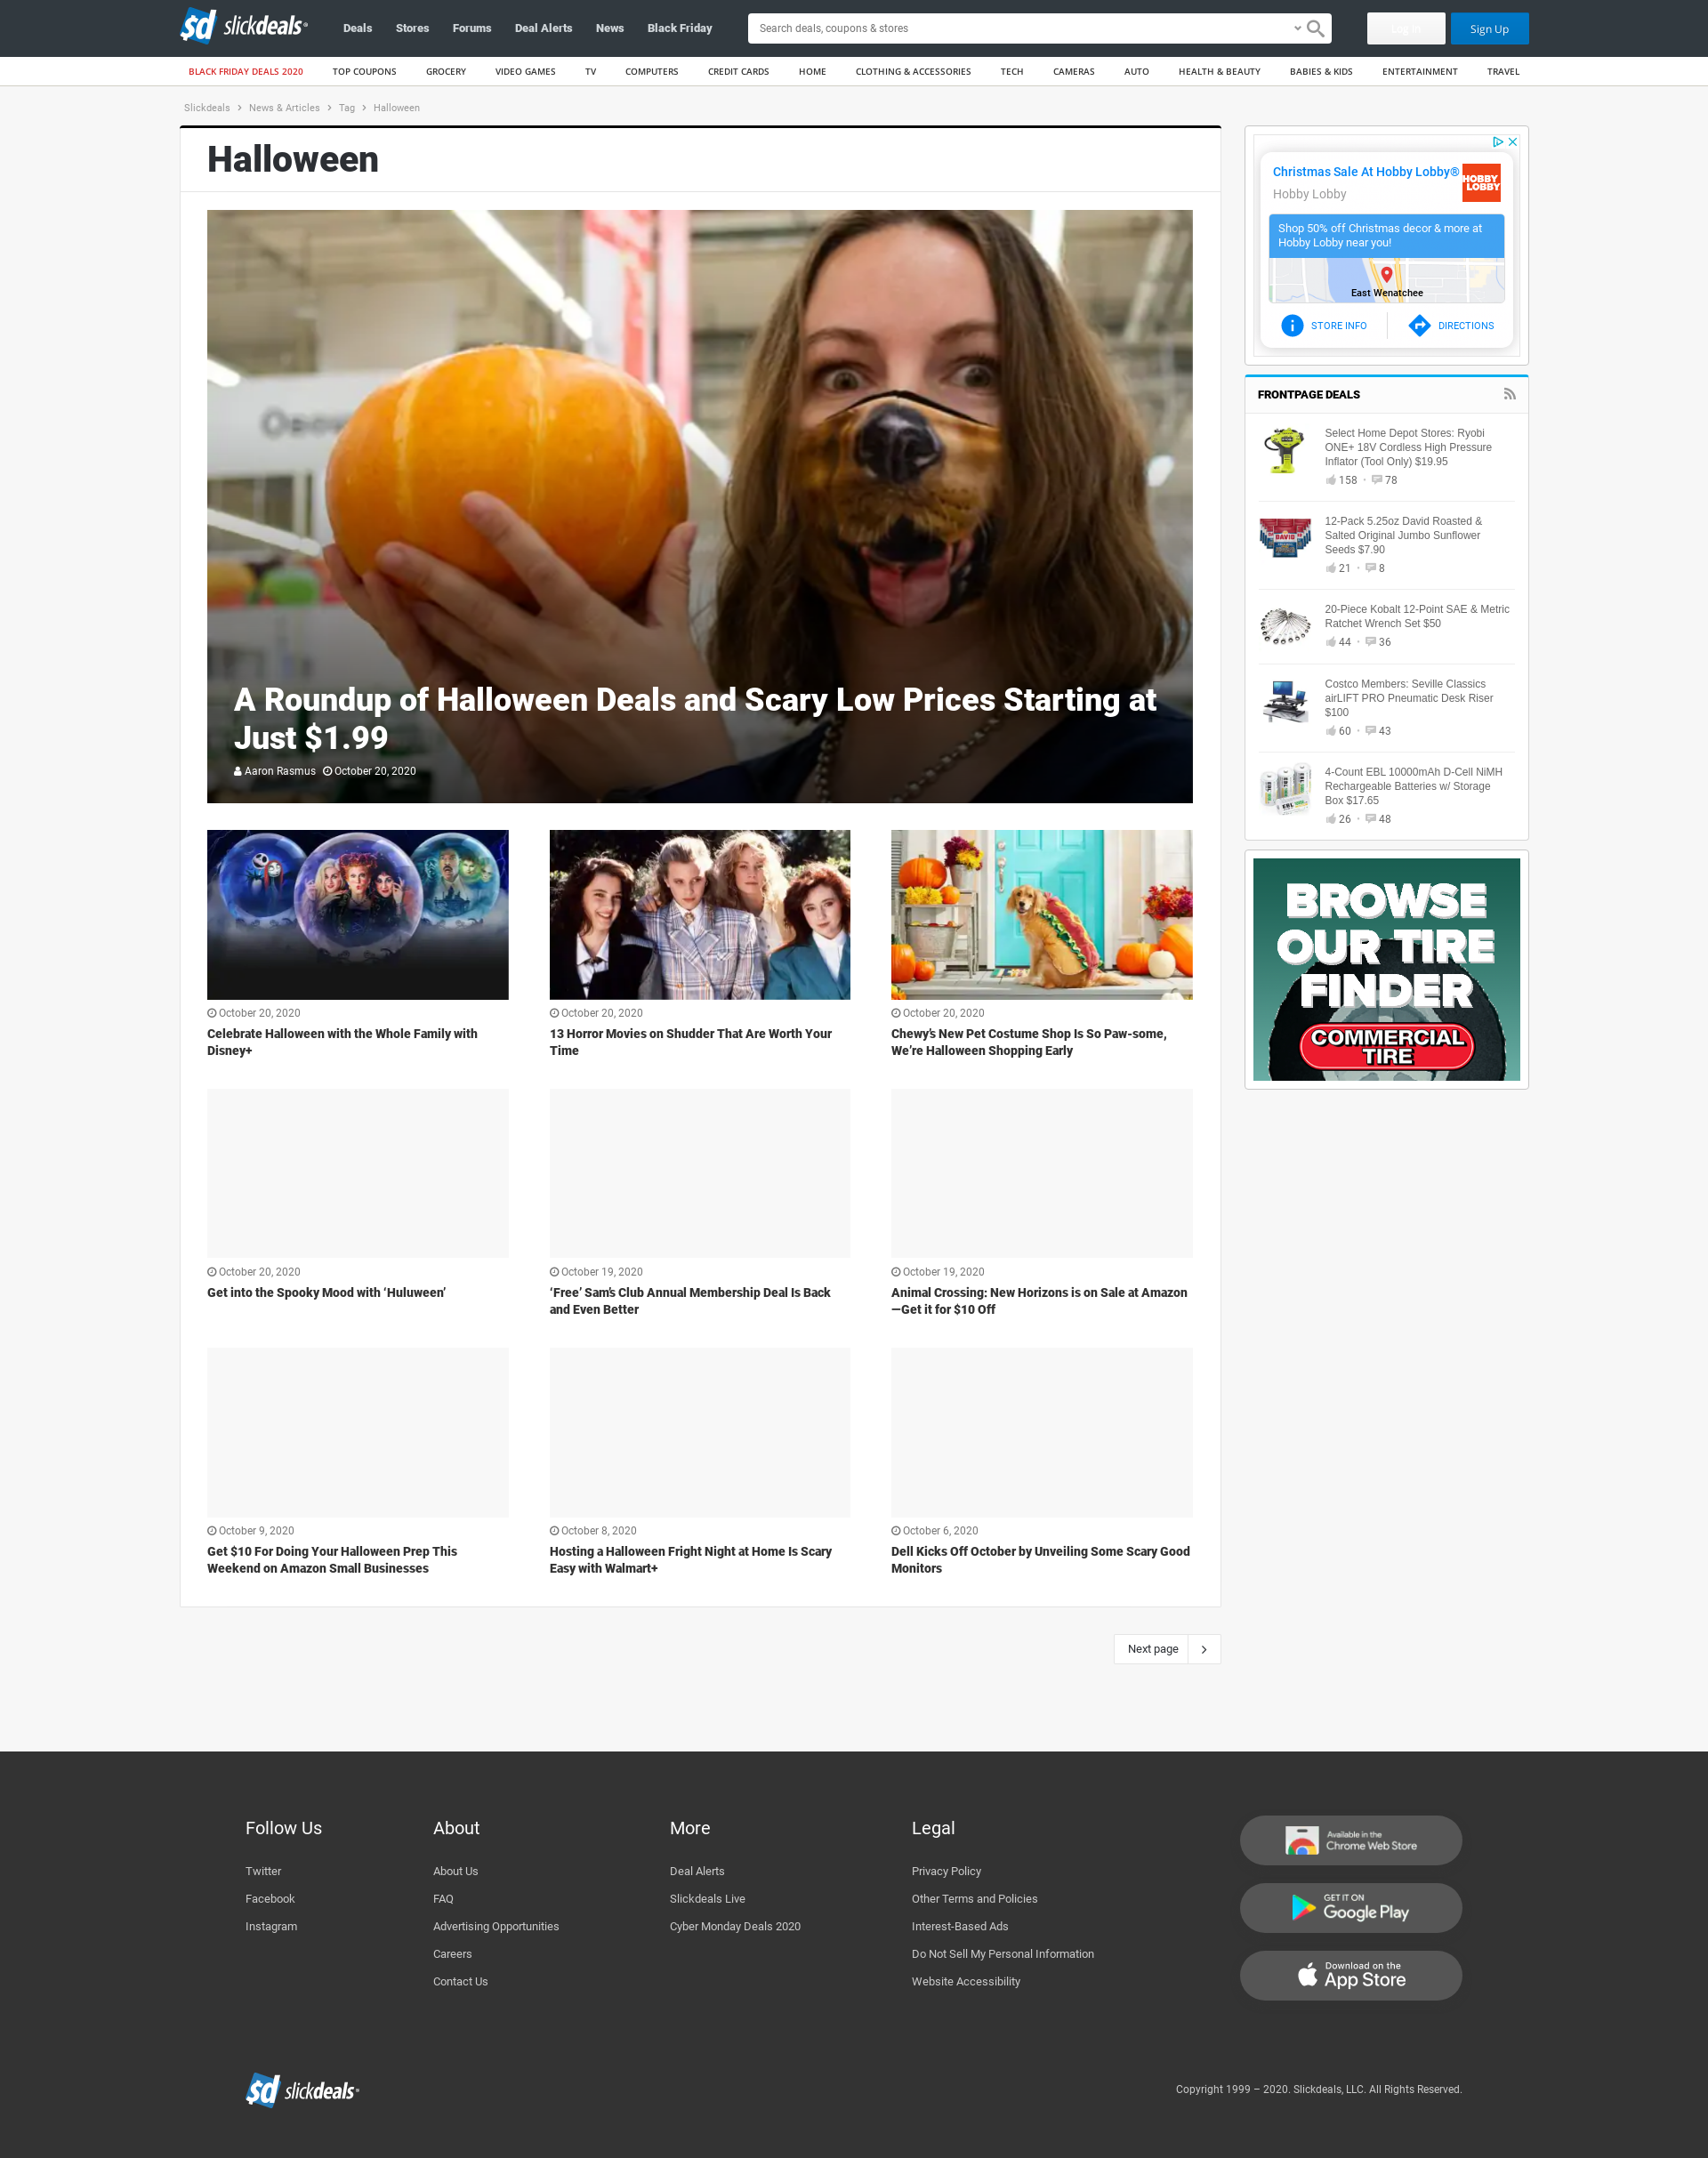 slickdeals
Deals
Stores
Forums
Deal Alerts
News
Black Friday
Search deals, coupons & stores
Log In
Sign Up
BLACK FRIDAY DEALS 2020
TOP COUPONS
GROCERY
VIDEO GAMES
TV
COMPUTERS
CREDIT CARDS
HOME
CLOTHING & ACCESSORIES
TECH
CAMERAS
AUTO
HEALTH & BEAUTY
BABIES & KIDS
ENTERTAINMENT
TRAVEL
Slickdeals > News & Articles > Tag > Halloween
Halloween
A Roundup of Halloween Deals and Scary Low Prices Starting at
Just $1.99
Aaron Rasmus October 20, 2020
October 20, 2020
Celebrate Halloween with the Whole Family with
Disney+
October 20, 2020
13 Horror Movies on Shudder That Are Worth Your
Time
October 20, 2020
Chewy’s New Pet Costume Shop Is So Paw-some,
We’re Halloween Shopping Early
October 20, 2020
Get into the Spooky Mood with ‘Huluween’
October 19, 2020
‘Free’ Sam’s Club Annual Membership Deal Is Back
and Even Better
October 19, 2020
Animal Crossing: New Horizons is on Sale at Amazon
—Get it for $10 Off
October 9, 2020
Get $10 For Doing Your Halloween Prep This
Weekend on Amazon Small Businesses
October 8, 2020
Hosting a Halloween Fright Night at Home Is Scary
Easy with Walmart+
October 6, 2020
Dell Kicks Off October by Unveiling Some Scary Good
Monitors
Next page
Christmas Sale At Hobby Lobby®
Hobby Lobby
HOBBY
LOBBY
Shop 50% off Christmas decor & more at
Hobby Lobby near you!
East Wenatchee
STORE INFO
DIRECTIONS
FRONTPAGE DEALS
Select Home Depot Stores: Ryobi
ONE+ 18V Cordless High Pressure
Inflator (Tool Only) $19.95
158 • 78
DAVID
12-Pack 5.25oz David Roasted &
Salted Original Jumbo Sunflower
Seeds $7.90
21 • 8
20-Piece Kobalt 12-Point SAE & Metric
Ratchet Wrench Set $50
44 • 36
Costco Members: Seville Classics
airLIFT PRO Pneumatic Desk Riser
$100
60 • 43
EBL
4-Count EBL 10000mAh D-Cell NiMH
Rechargeable Batteries w/ Storage
Box $17.65
26 • 48
BROWSE
OUR TIRE
FINDER
COMMERCIAL
TIRE
Follow Us
Twitter
Facebook
Instagram
About
About Us
FAQ
Advertising Opportunities
Careers
Contact Us
More
Deal Alerts
Slickdeals Live
Cyber Monday Deals 2020
Legal
Privacy Policy
Other Terms and Policies
Interest-Based Ads
Do Not Sell My Personal Information
Website Accessibility
Available in the
Chrome Web Store
GET IT ON
Google Play
Download on the
App Store
slickdeals
Copyright 1999 – 2020. Slickdeals, LLC. All Rights Reserved.